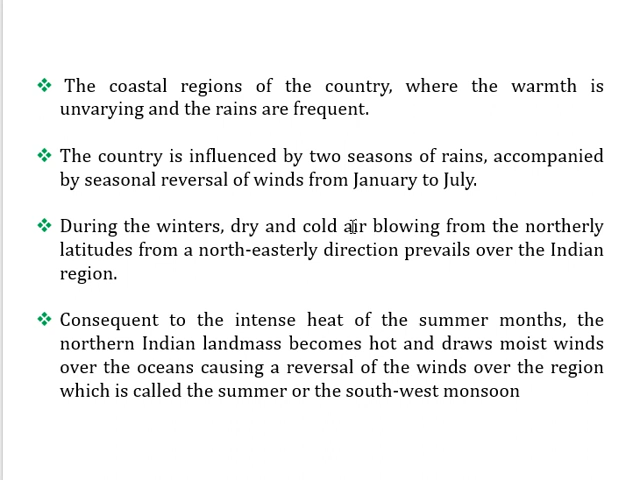 The coastal regions of the country, where the warmth is
unvarying and the rains are frequent.
The country is influenced by two seasons of rains, accompanied
by seasonal reversal of winds from January to July.
During the winters, dry and cold air blowing from the northerly
latitudes from a north-easterly direction prevails over the Indian
region.
Consequent to the intense heat of the summer months, the
northern Indian landmass becomes hot and draws moist winds
over the oceans causing a reversal of the winds over the region
which is called the summer or the south-west monsoon